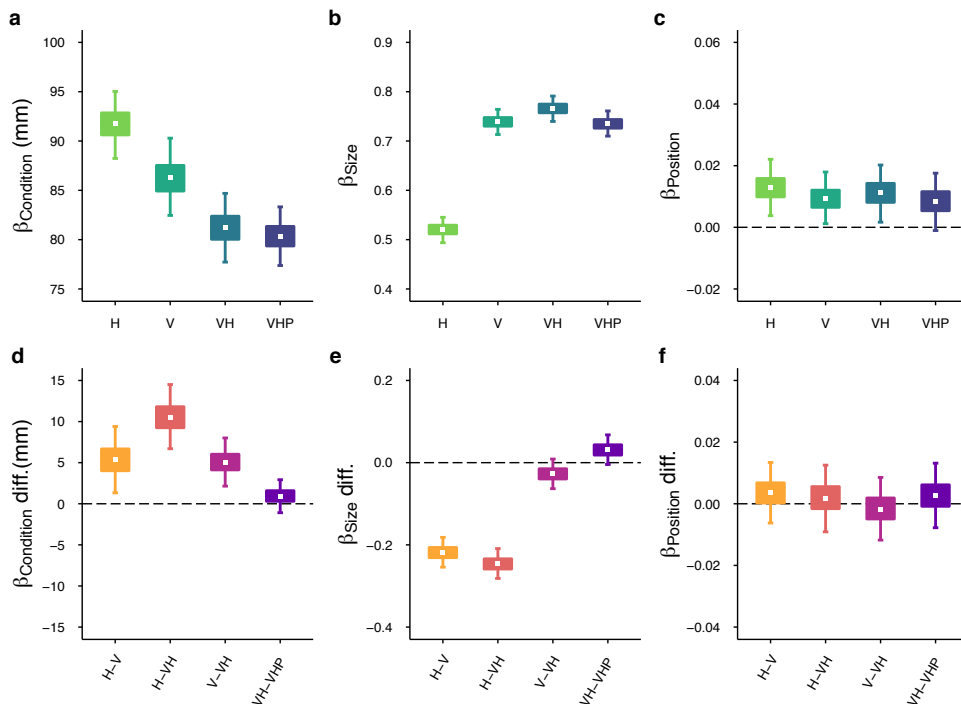 a
100
95
90
85
80
75
βCondition (mm)
H V VH VHP
b
0.9
0.8
0.7
0.6
0.5
0.4
βSize
H V VH VHP
c
0.06
0.04
0.02
0.00
−0.02
βPosition
H V VH VHP
d
15
10
5
0
−5
−10
−15
βCondition diff.(mm)
H−V H−VH V−VH VH−VHP
e
0.2
0.0
−0.2
−0.4
βSize diff.
H−V H−VH V−VH VH−VHP
f
0.04
0.02
0.00
−0.02
−0.04
βPosition diff.
H−V H−VH V−VH VH−VHP